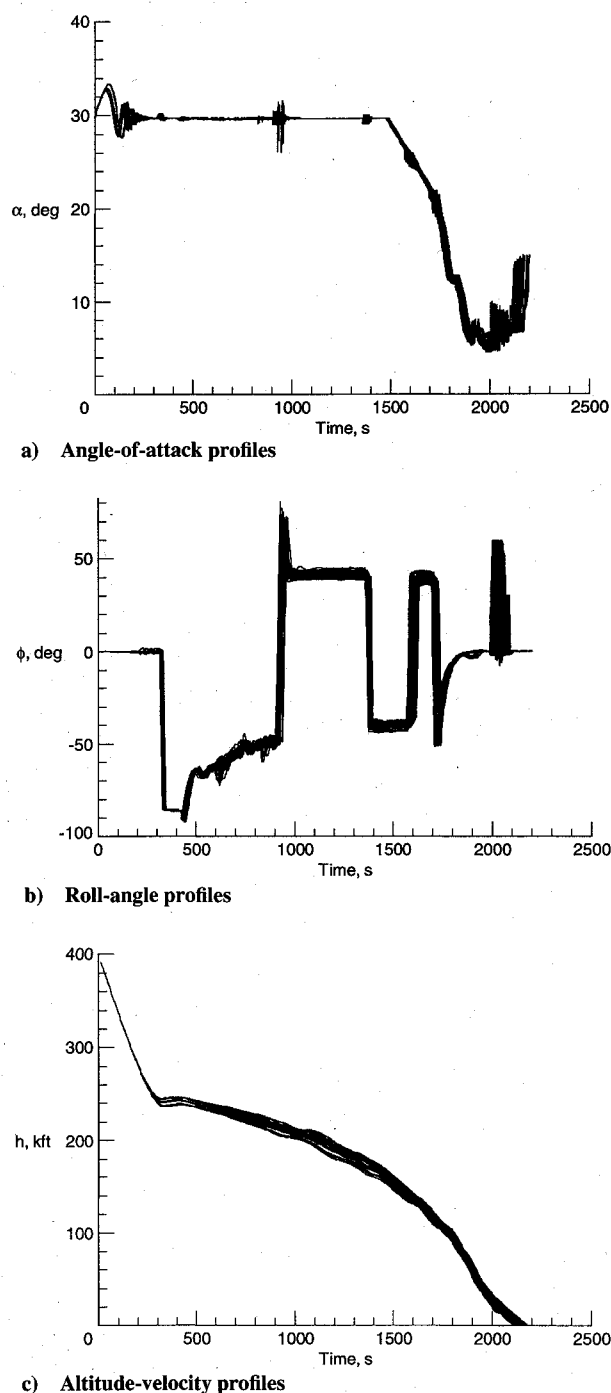 40
30
α, deg 20
10
0 500 1000 1500 2000 2500
Time, s
a) Angle-of-attack profiles
50
ϕ, deg 0
-50
-100
0 500 1000 1500 2000 2500
Time, s
b) Roll-angle profiles
400
300
h, kft 200
100
0 500 1000 1500 2000 2500
Time, s
c) Altitude-velocity profiles